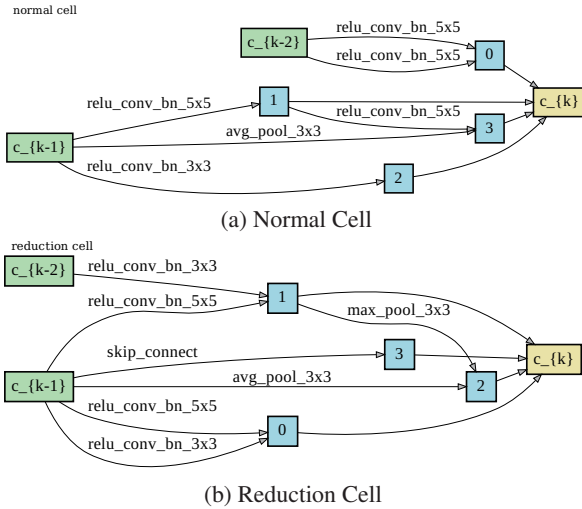 normal cell
c_{k-2}
relu_conv_bn_5x5
relu_conv_bn_5x5
0
c_{k}
relu_conv_bn_5x5
1
relu_conv_bn_5x5
3
avg_pool_3x3
c_{k-1}
relu_conv_bn_3x3
2
(a) Normal Cell
reduction cell
c_{k-2}
relu_conv_bn_3x3
1
relu_conv_bn_5x5
max_pool_3x3
skip_connect
3
c_{k}
c_{k-1}
avg_pool_3x3
2
relu_conv_bn_5x5
0
relu_conv_bn_3x3
(b) Reduction Cell